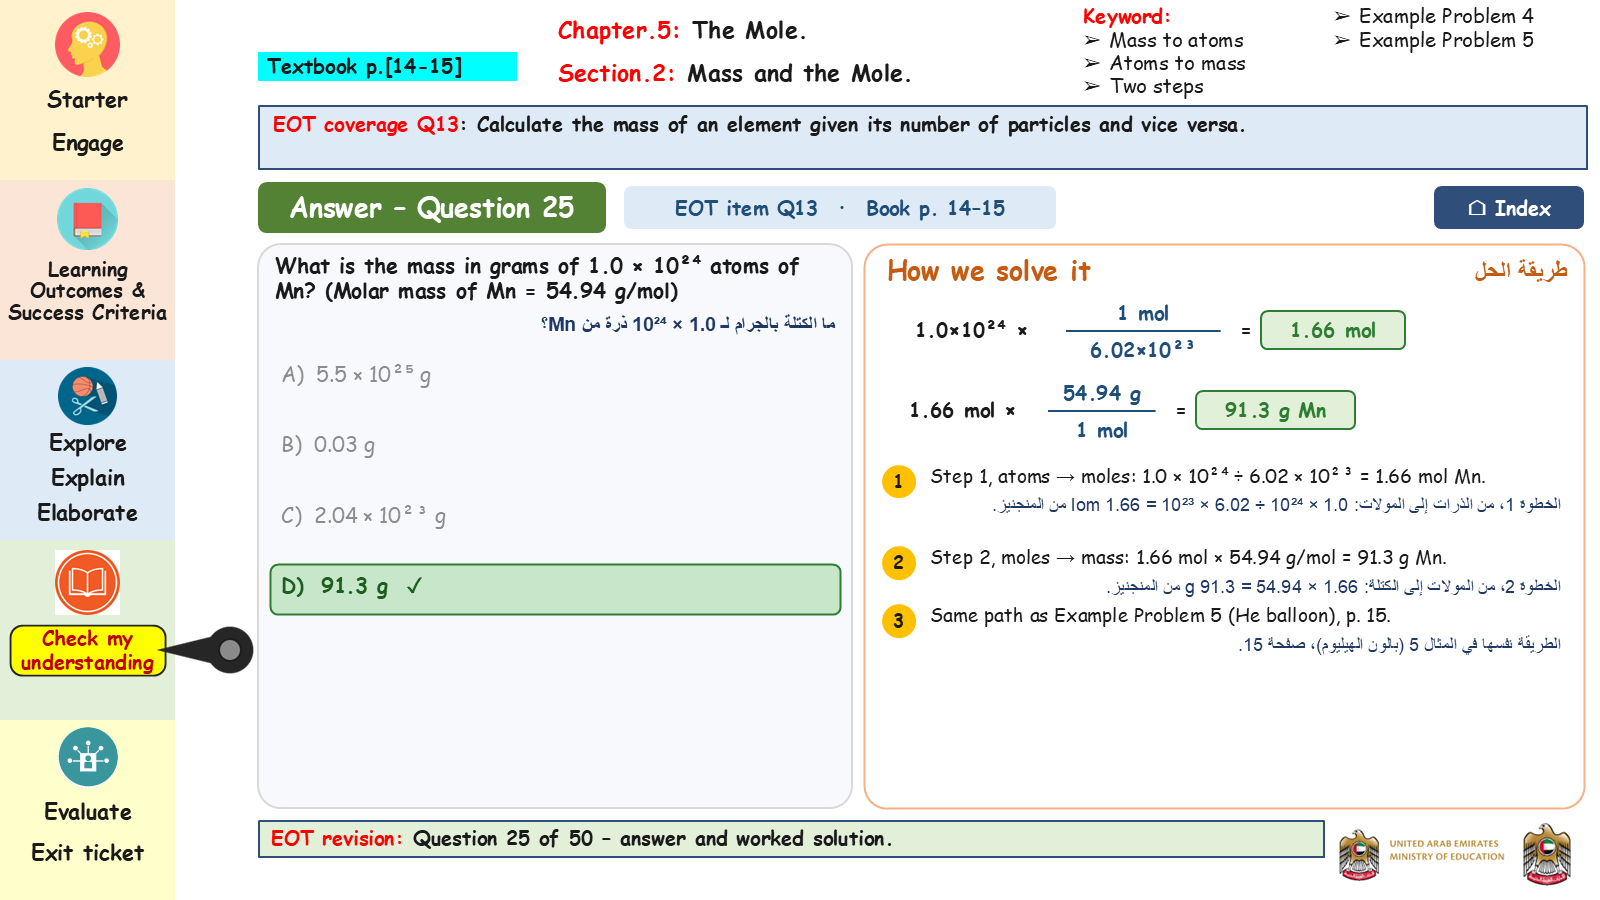 Starter
Engage
Learning
Outcomes &
Success Criteria
Explore
Explain
Elaborate
Check my
understanding
Evaluate
Exit ticket
Textbook p.[14-15]
Chapter.5: The Mole.
Section.2: Mass and the Mole.
Keyword:
➢ Mass to atoms
➢ Atoms to mass
➢ Two steps
➢ Example Problem 4
➢ Example Problem 5
EOT coverage Q13: Calculate the mass of an element given its number of particles and vice versa.
Answer – Question 25
EOT item Q13 · Book p. 14–15
Index
What is the mass in grams of 1.0 × 10²⁴ atoms of
Mn? (Molar mass of Mn = 54.94 g/mol)
ما الكتلة بالجرام لـ 1.0 × 10²⁴ ذرة من Mn؟
A) 5.5 × 10²⁵ g
B) 0.03 g
C) 2.04 × 10²³ g
D) 91.3 g ✓
How we solve it
طريقة الحل
1.0×10²⁴ ×
1 mol
6.02×10²³
=
1.66 mol
1.66 mol ×
54.94 g
1 mol
=
91.3 g Mn
1
Step 1, atoms → moles: 1.0 × 10²⁴ ÷ 6.02 × 10²³ = 1.66 mol Mn.
الخطوة 1، من الذرات إلى المولات: 1.0 × 10²⁴ ÷ 6.02 × 10²³ = 1.66 lom من المنجنيز.
2
Step 2, moles → mass: 1.66 mol × 54.94 g/mol = 91.3 g Mn.
الخطوة 2، من المولات إلى الكتلة: 1.66 × 54.94 = 91.3 g من المنجنيز.
3
Same path as Example Problem 5 (He balloon), p. 15.
الطريقة نفسها في المثال 5 (بالون الهيليوم)، صفحة 15.
EOT revision: Question 25 of 50 – answer and worked solution.
UNITED ARAB EMIRATES
MINISTRY OF EDUCATION